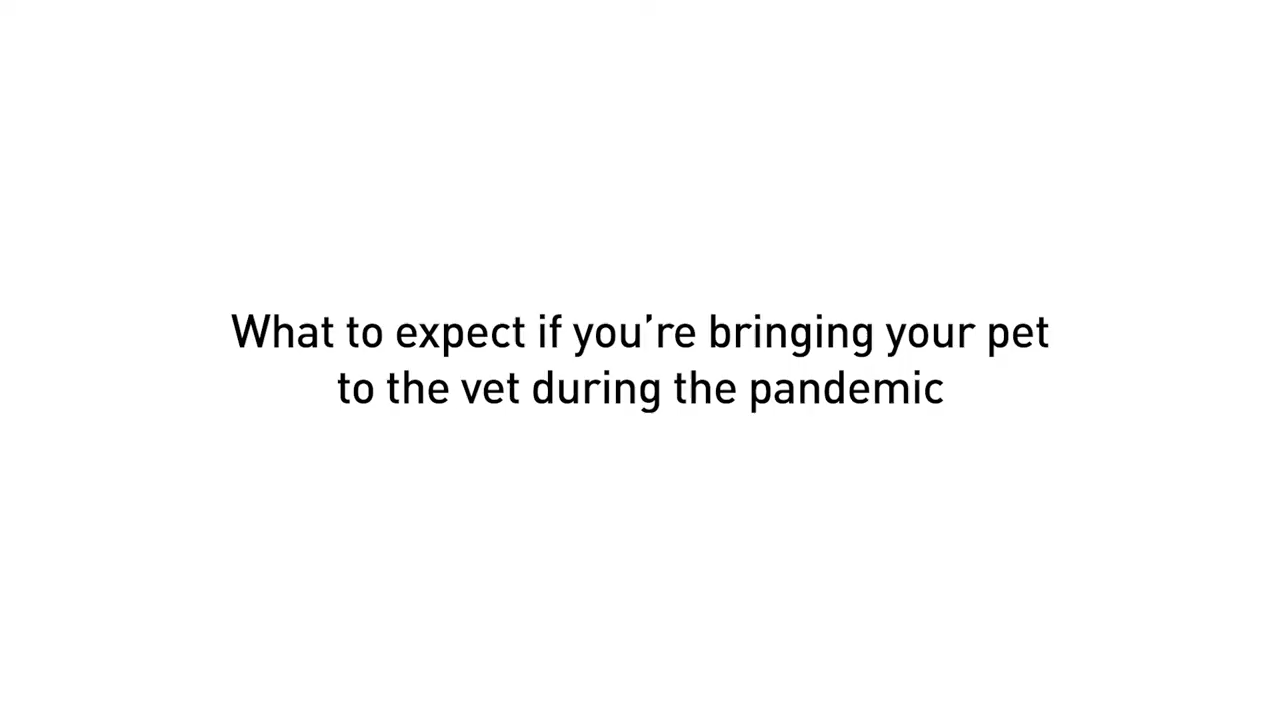 What to expect if you’re bringing your pet
to the vet during the pandemic